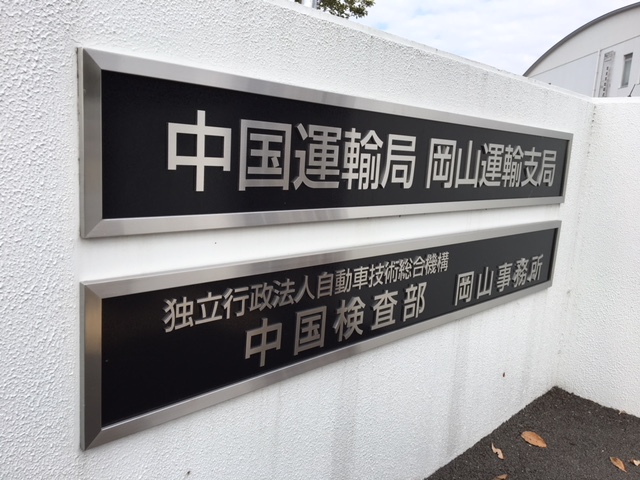 中国運輸局 岡山運輸支局
独立行政法人自動車技術総合機構
中国検査部 岡山事務所